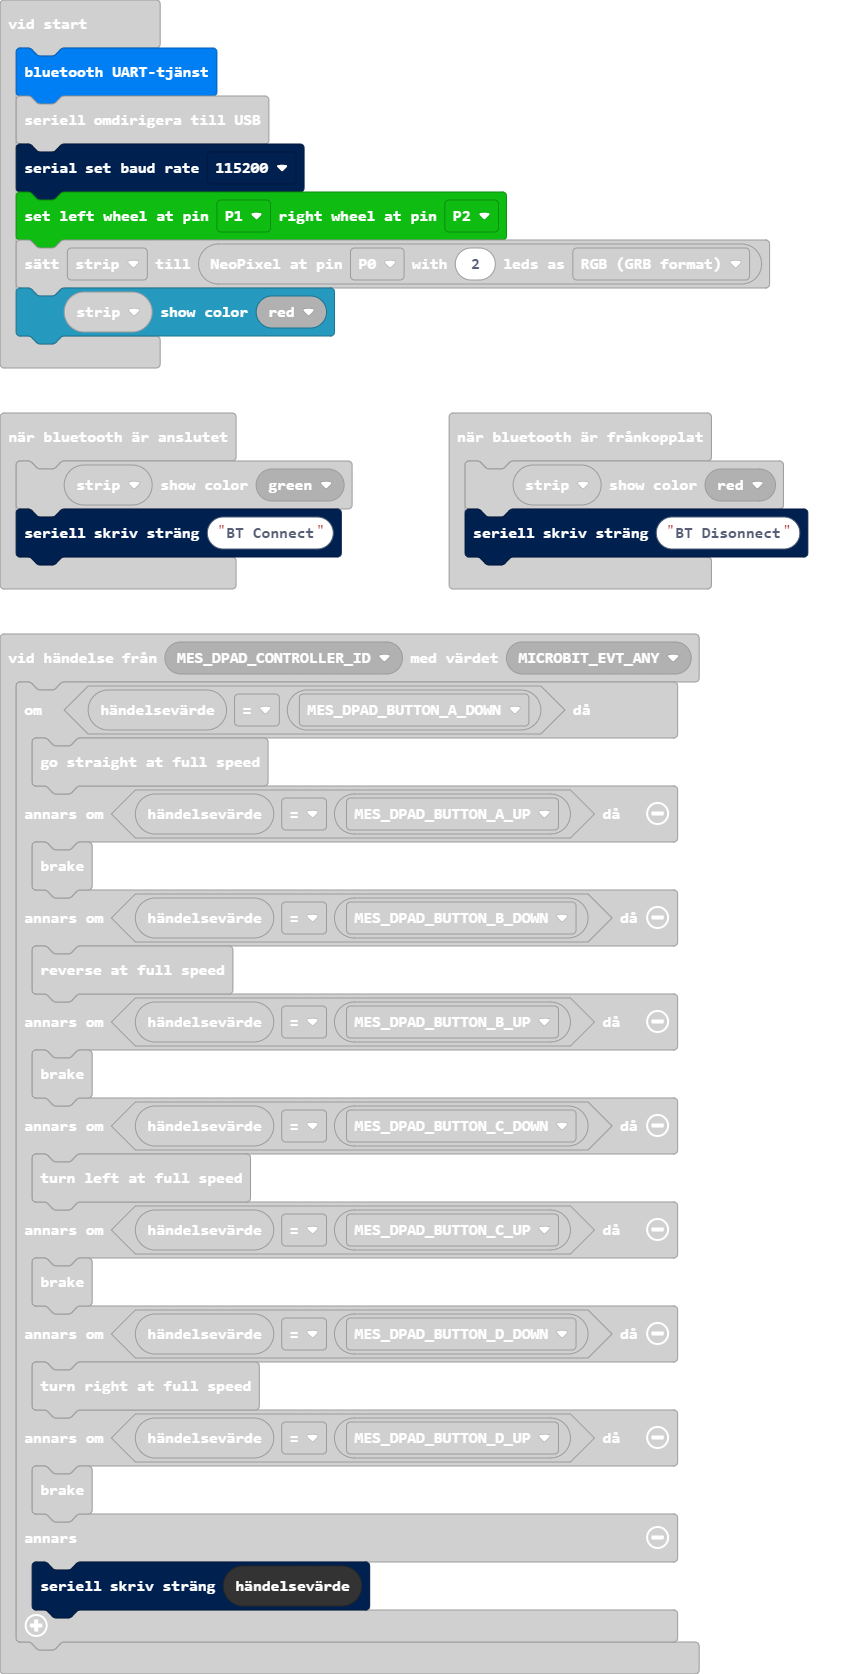 vid start
bluetooth UART-tjänst
seriell omdirigera till USB
serial set baud rate 115200
set left wheel at pin P1 right wheel at pin P2
sätt strip till NeoPixel at pin P0 with 2 leds as RGB (GRB format)
strip show color red
när bluetooth är anslutet
strip show color green
seriell skriv sträng "BT Connect"
när bluetooth är frånkopplat
strip show color red
seriell skriv sträng "BT Disonnect"
vid händelse från MES_DPAD_CONTROLLER_ID med värdet MICROBIT_EVT_ANY
om händelsevärde = MES_DPAD_BUTTON_A_DOWN då
go straight at full speed
annars om händelsevärde = MES_DPAD_BUTTON_A_UP då
brake
annars om händelsevärde = MES_DPAD_BUTTON_B_DOWN då
reverse at full speed
annars om händelsevärde = MES_DPAD_BUTTON_B_UP då
brake
annars om händelsevärde = MES_DPAD_BUTTON_C_DOWN då
turn left at full speed
annars om händelsevärde = MES_DPAD_BUTTON_C_UP då
brake
annars om händelsevärde = MES_DPAD_BUTTON_D_DOWN då
turn right at full speed
annars om händelsevärde = MES_DPAD_BUTTON_D_UP då
brake
annars
seriell skriv sträng händelsevärde